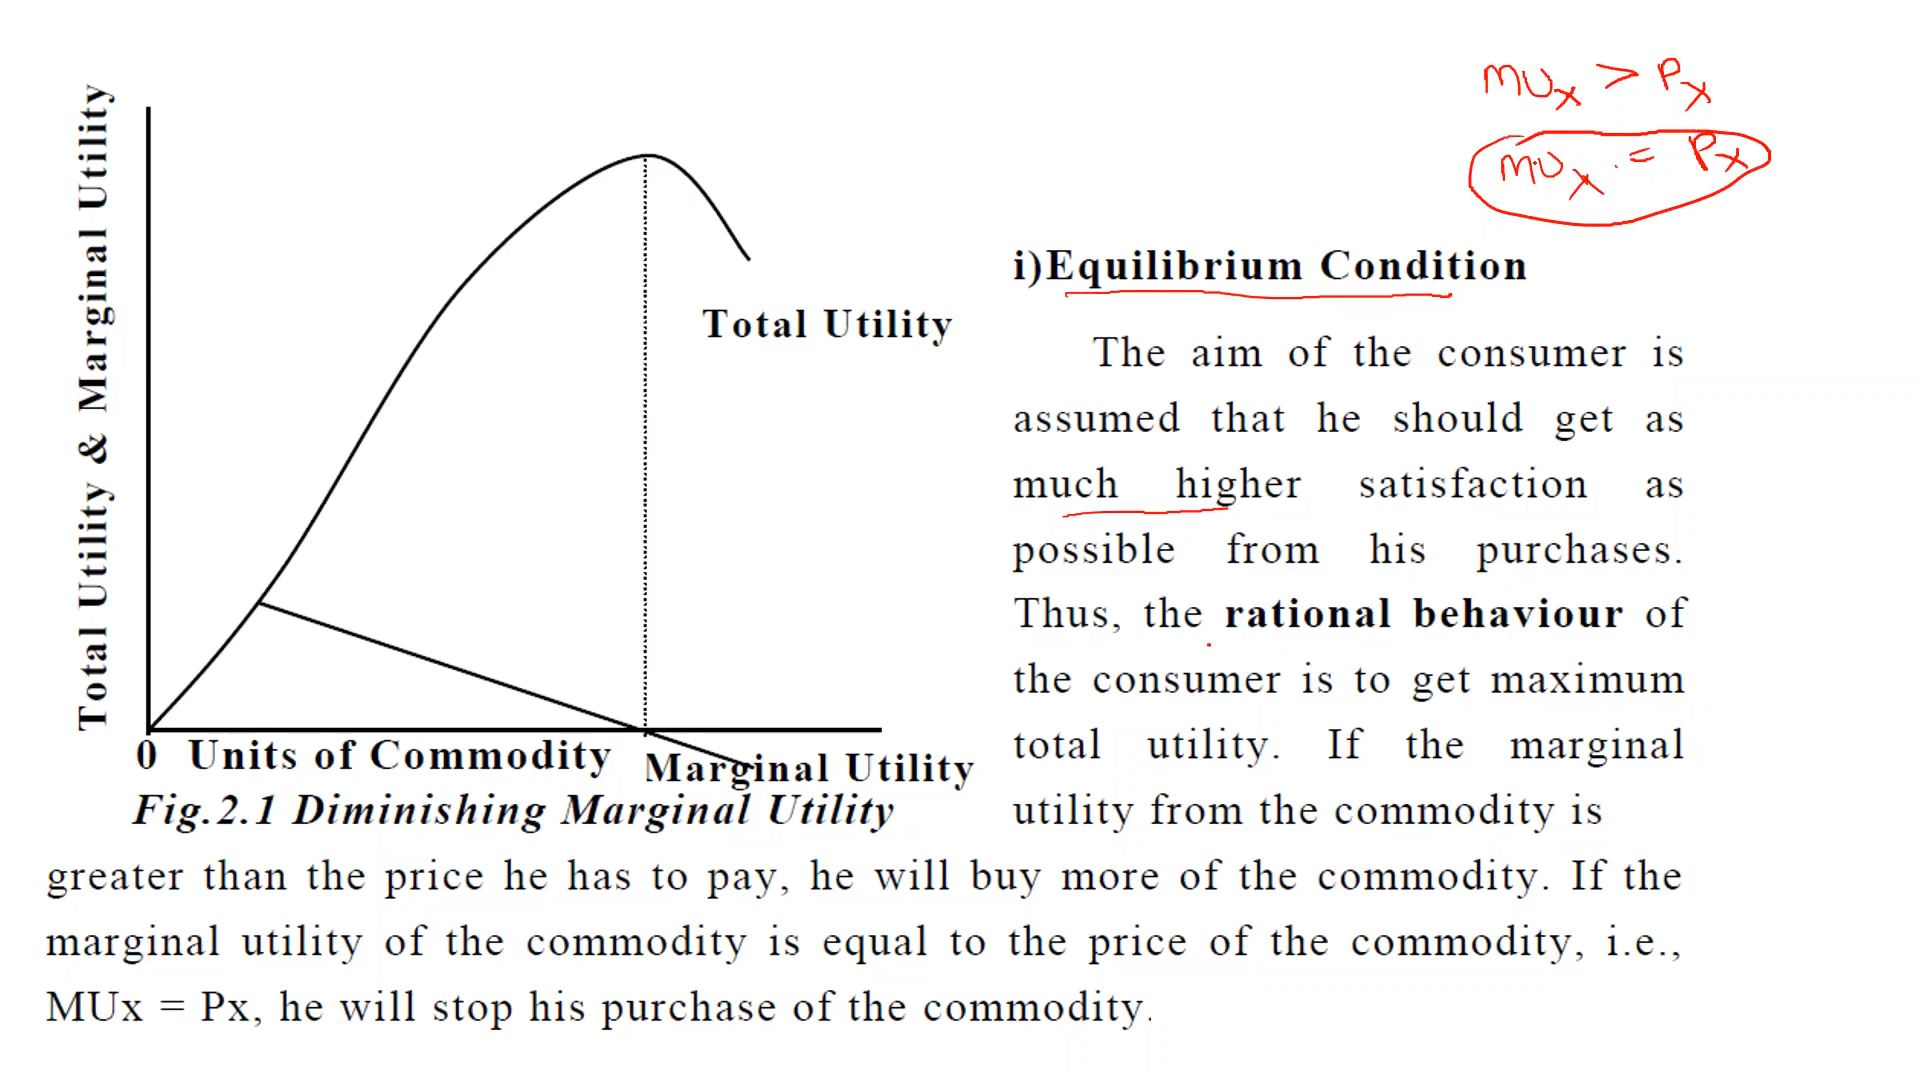 MUx > Px
MUx = Px
Total Utility & Marginal Utility
Total Utility
0 Units of Commodity
Marginal Utility
Fig.2.1 Diminishing Marginal Utility
i)Equilibrium Condition
The aim of the consumer is
assumed that he should get as
much higher satisfaction as
possible from his purchases.
Thus, the rational behaviour of
the consumer is to get maximum
total utility. If the marginal
utility from the commodity is
greater than the price he has to pay, he will buy more of the commodity. If the
marginal utility of the commodity is equal to the price of the commodity, i.e.,
MUx = Px, he will stop his purchase of the commodity.